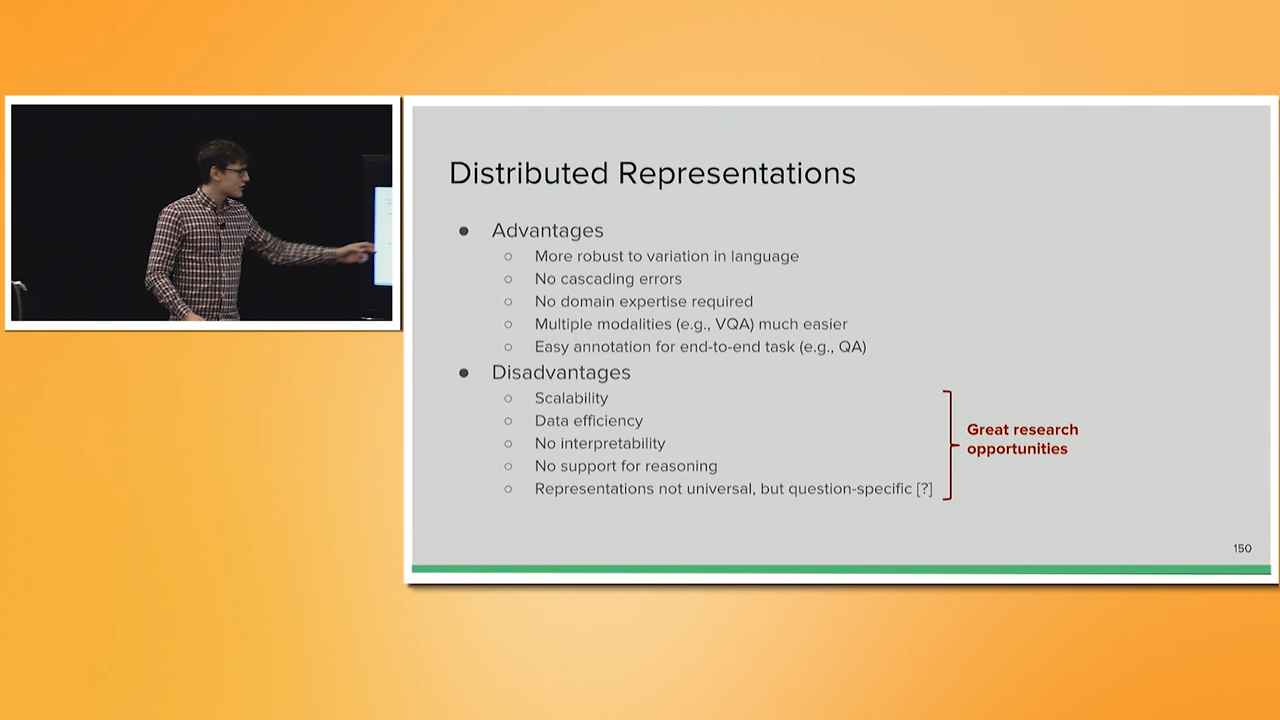 Distributed Representations
● Advantages
○ More robust to variation in language
○ No cascading errors
○ No domain expertise required
○ Multiple modalities (e.g., VQA) much easier
○ Easy annotation for end-to-end task (e.g., QA)
● Disadvantages
○ Scalability
○ Data efficiency
○ No interpretability
○ No support for reasoning
○ Representations not universal, but question-specific [?]
Great research
opportunities
150